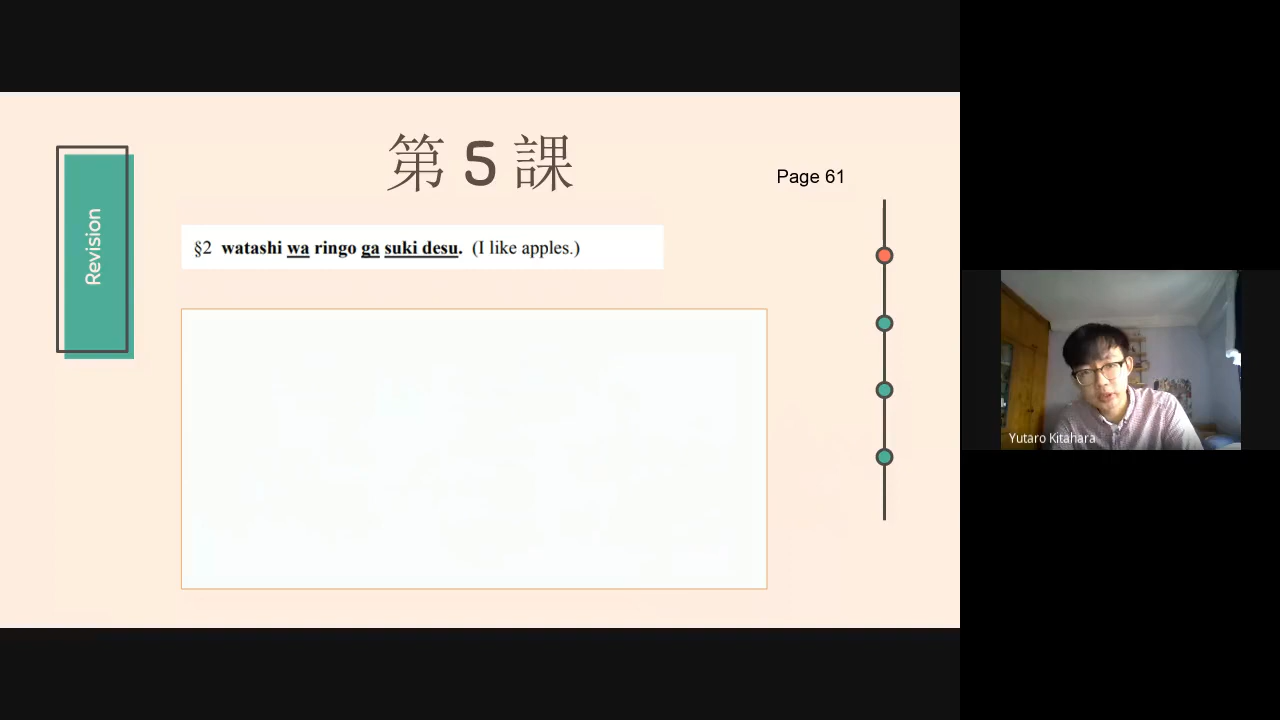 第 5 課
Page 61
Revision
§2 watashi wa ringo ga suki desu. (I like apples.)
Yutaro Kitahara